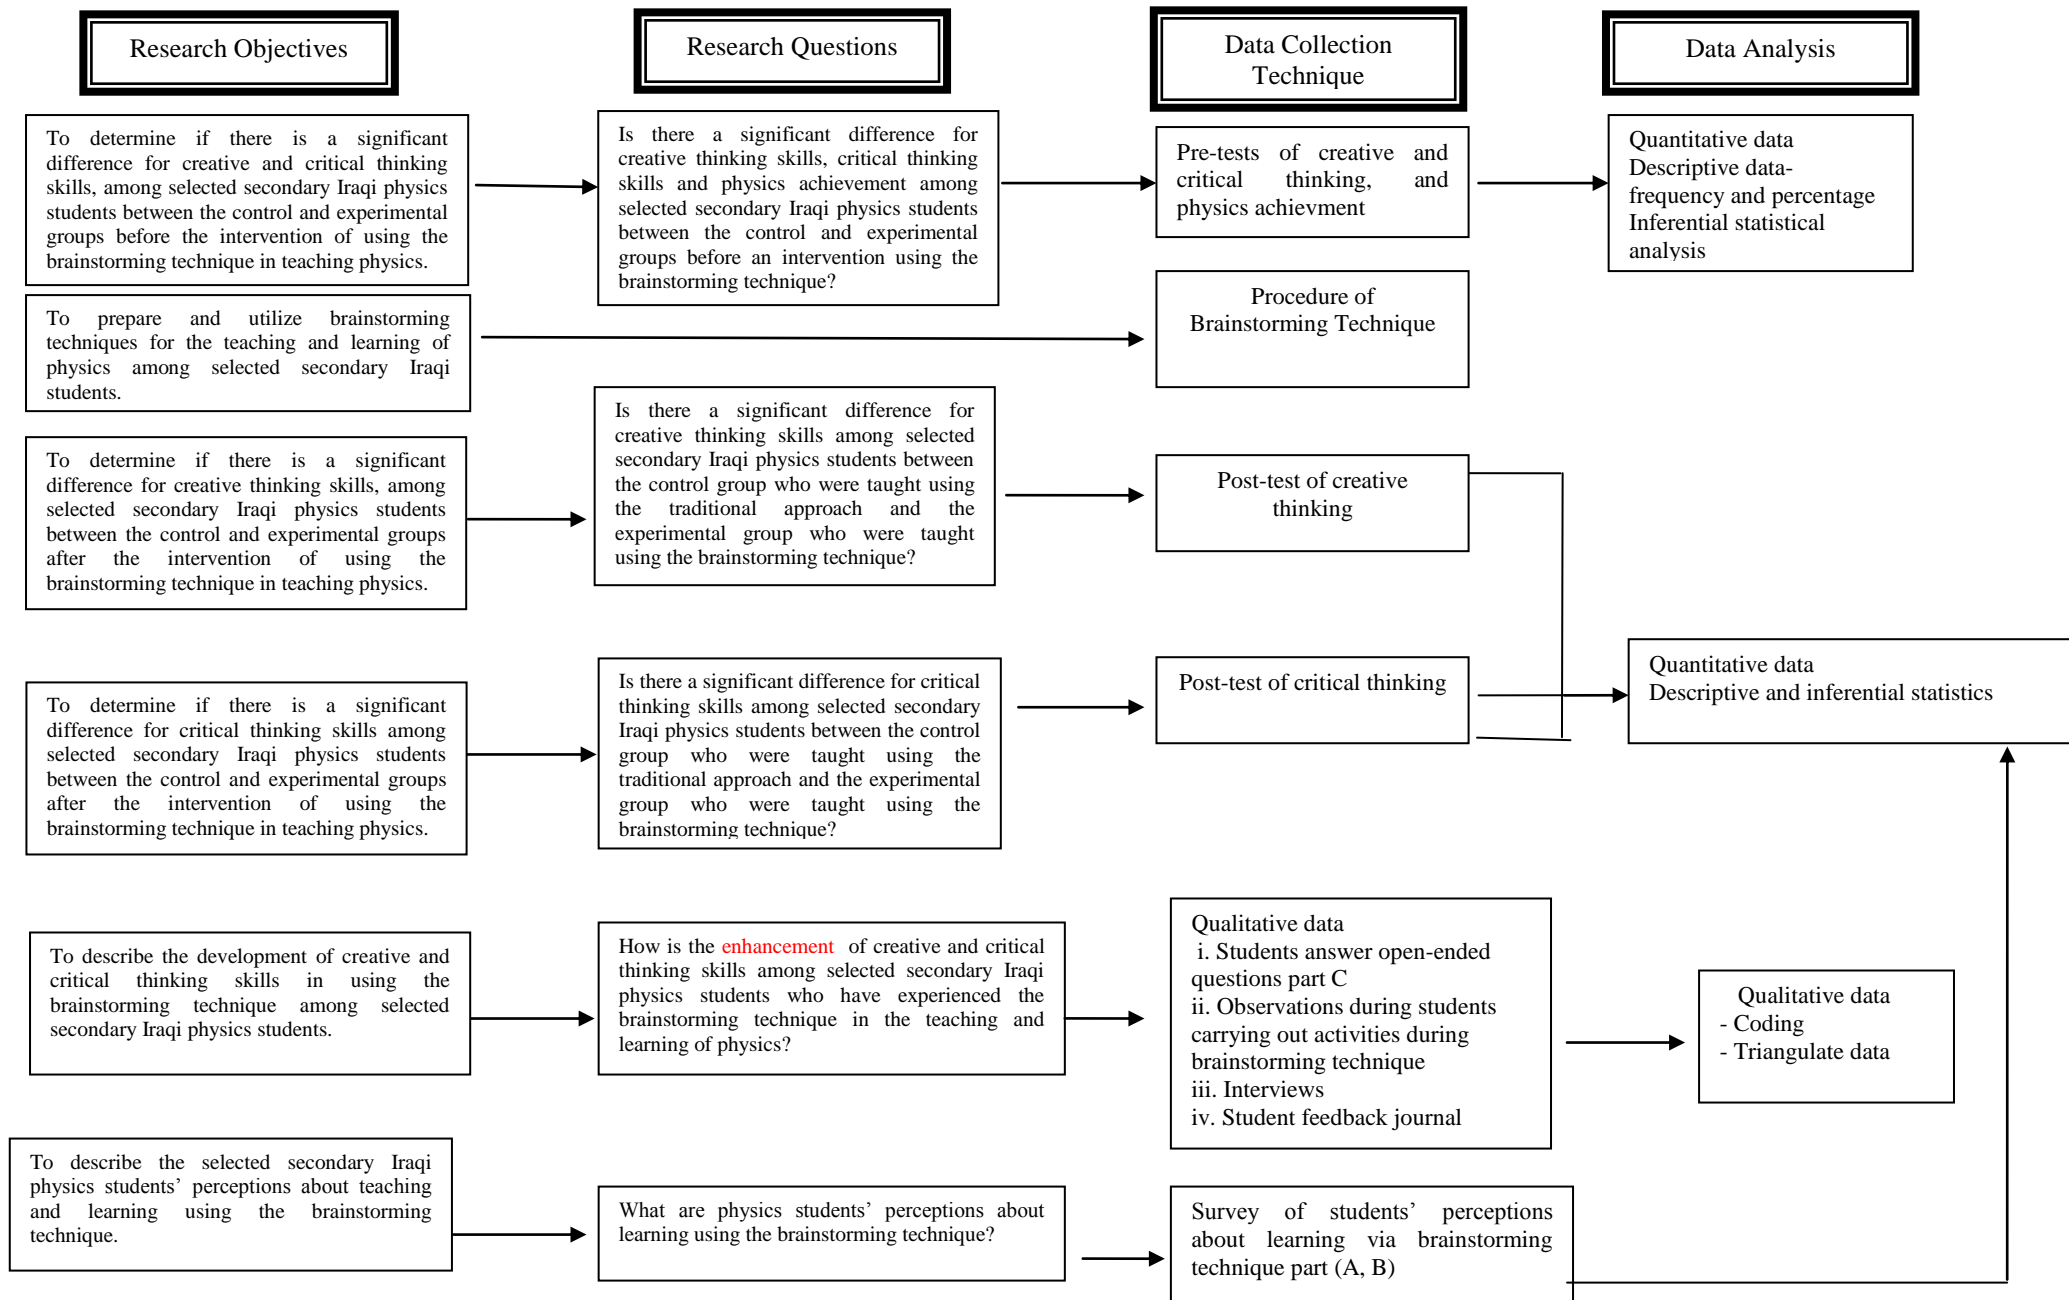 Research Objectives
Research Questions
Data Collection
Technique
Data Analysis
To determine if there is a significant
difference for creative and critical thinking
skills, among selected secondary Iraqi physics
students between the control and experimental
groups before the intervention of using the
brainstorming technique in teaching physics.
Is there a significant difference for
creative thinking skills, critical thinking
skills and physics achievement among
selected secondary Iraqi physics students
between the control and experimental
groups before an intervention using the
brainstorming technique?
Pre-tests of creative and
critical thinking, and
physics achievment
Quantitative data
Descriptive data-
frequency and percentage
Inferential statistical
analysis
To prepare and utilize brainstorming
techniques for the teaching and learning of
physics among selected secondary Iraqi
students.
Procedure of
Brainstorming Technique
To determine if there is a significant
difference for creative thinking skills, among
selected secondary Iraqi physics students
between the control and experimental groups
after the intervention of using the
brainstorming technique in teaching physics.
Is there a significant difference for
creative thinking skills among selected
secondary Iraqi physics students between
the control group who were taught using
the traditional approach and the
experimental group who were taught
using the brainstorming technique?
Post-test of creative
thinking
To determine if there is a significant
difference for critical thinking skills among
selected secondary Iraqi physics students
between the control and experimental groups
after the intervention of using the
brainstorming technique in teaching physics.
Is there a significant difference for critical
thinking skills among selected secondary
Iraqi physics students between the control
group who were taught using the
traditional approach and the experimental
group who were taught using the
brainstorming technique?
Post-test of critical thinking
Quantitative data
Descriptive and inferential statistics
To describe the development of creative and
critical thinking skills in using the
brainstorming technique among selected
secondary Iraqi physics students.
How is the enhancement of creative and critical
thinking skills among selected secondary Iraqi
physics students who have experienced the
brainstorming technique in the teaching and
learning of physics?
Qualitative data
i. Students answer open-ended
questions part C
ii. Observations during students
carrying out activities during
brainstorming technique
iii. Interviews
iv. Student feedback journal
Qualitative data
- Coding
- Triangulate data
To describe the selected secondary Iraqi
physics students’ perceptions about teaching
and learning using the brainstorming
technique.
What are physics students’ perceptions about
learning using the brainstorming technique?
Survey of students’ perceptions
about learning via brainstorming
technique part (A, B)